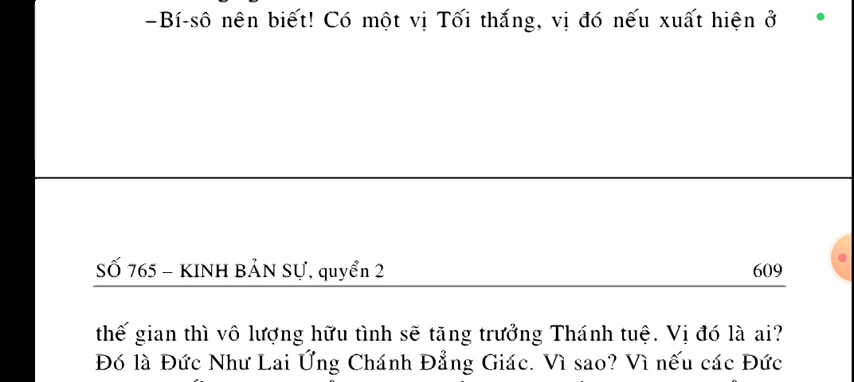 –Bí-sô nên biết! Có một vị Tối thắng, vị đó nếu xuất hiện ở
SỐ 765 – KINH BẢN SỰ, quyển 2 609
thế gian thì vô lượng hữu tình sẽ tăng trưởng Thánh tuệ. Vị đó là ai?
Đó là Đức Như Lai Ứng Chánh Đẳng Giác. Vì sao? Vì nếu các Đức